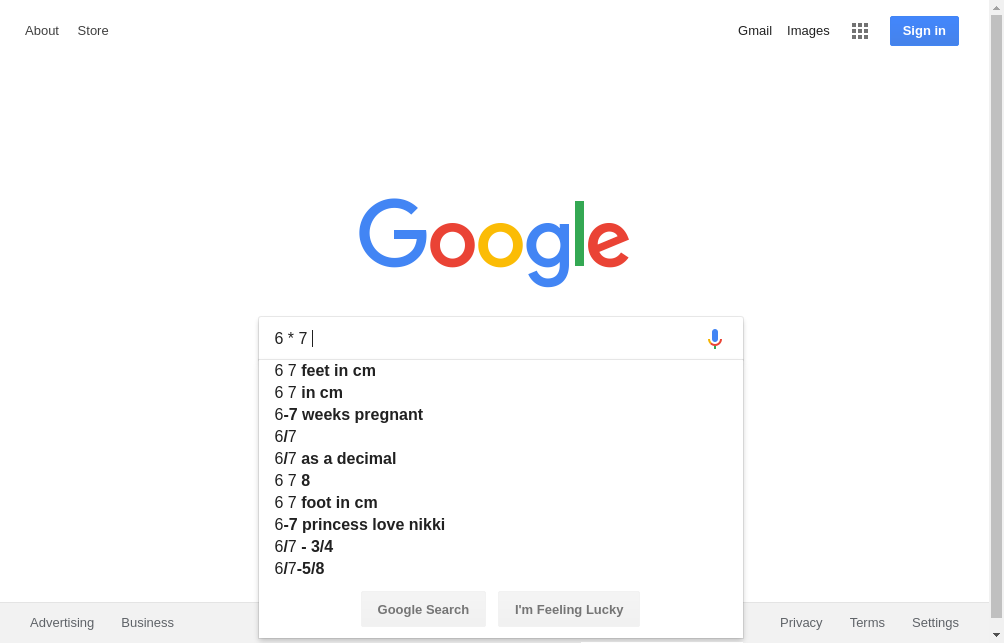 About Store Gmail Images Sign in
Google
6 * 7
6 7 feet in cm
6 7 in cm
6-7 weeks pregnant
6/7
6/7 as a decimal
6 7 8
6 7 foot in cm
6-7 princess love nikki
6/7 - 3/4
6/7-5/8
Google Search I'm Feeling Lucky
Advertising Business Privacy Terms Settings